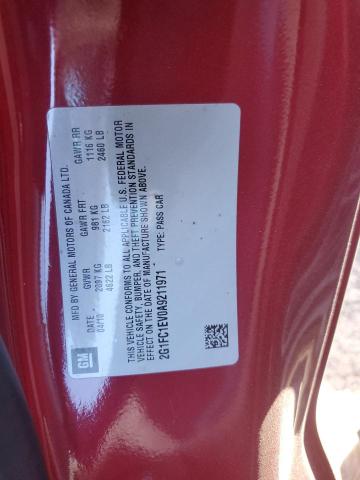 GM
MFD BY GENERAL MOTORS OF CANADA LTD.
DATE GVWR GAWR FRT GAWR RR
04/10 2097 KG 981 KG 1116 KG
4622 LB 2162 LB 2460 LB
THIS VEHICLE CONFORMS TO ALL APPLICABLE U.S. FEDERAL MOTOR
VEHICLE SAFETY, BUMPER, AND THEFT PREVENTION STANDARDS IN
EFFECT ON THE DATE OF MANUFACTURE SHOWN ABOVE.
2G1FC1EV0A9211971 TYPE: PASS CAR